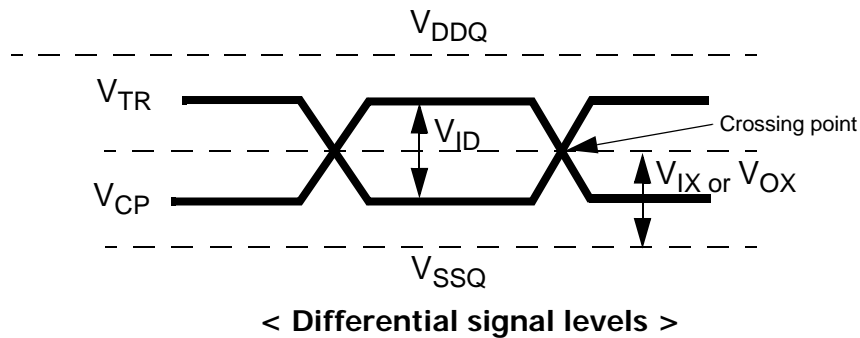 VDDQ
VTR
Crossing point
VID
VIX or VOX
VCP
VSSQ
< Differential signal levels >